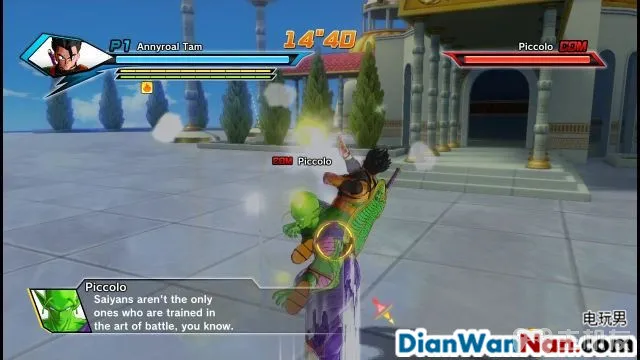 P1 Annyroal Tam
14"40
Piccolo COM
COM Piccolo
Piccolo
Saiyans aren't the only
ones who are trained in
the art of battle, you know.
电玩男
DianWanNan.com